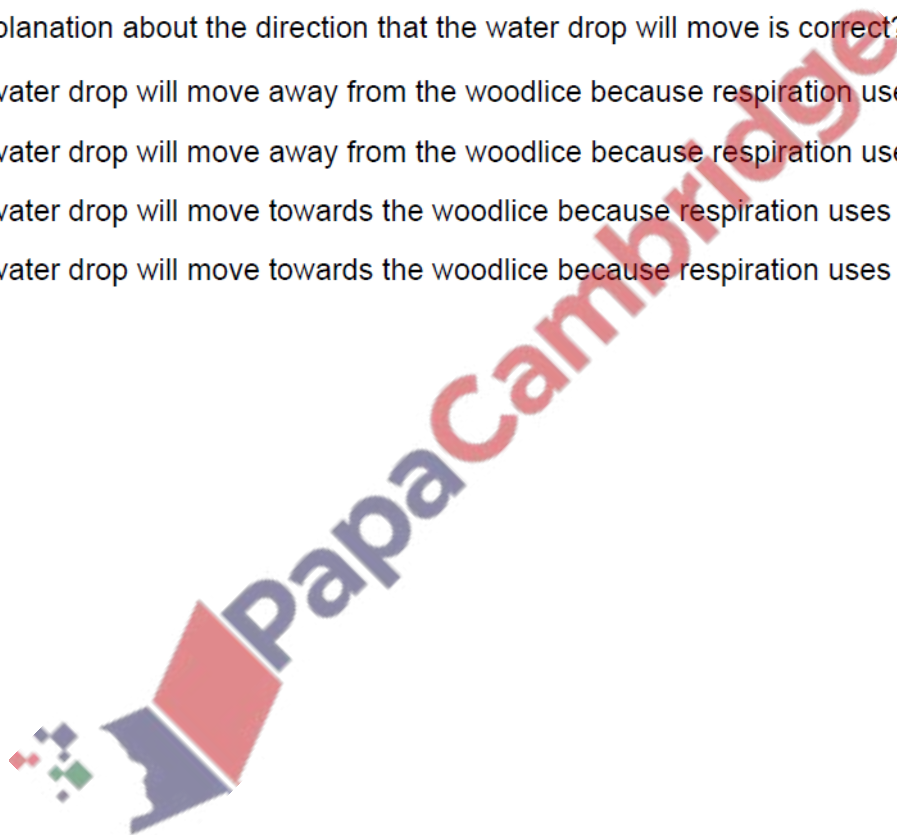 planation about the direction that the water drop will move is correct?
vater drop will move away from the woodlice because respiration use
vater drop will move away from the woodlice because respiration use
vater drop will move towards the woodlice because respiration uses
vater drop will move towards the woodlice because respiration uses
PapaCambridge